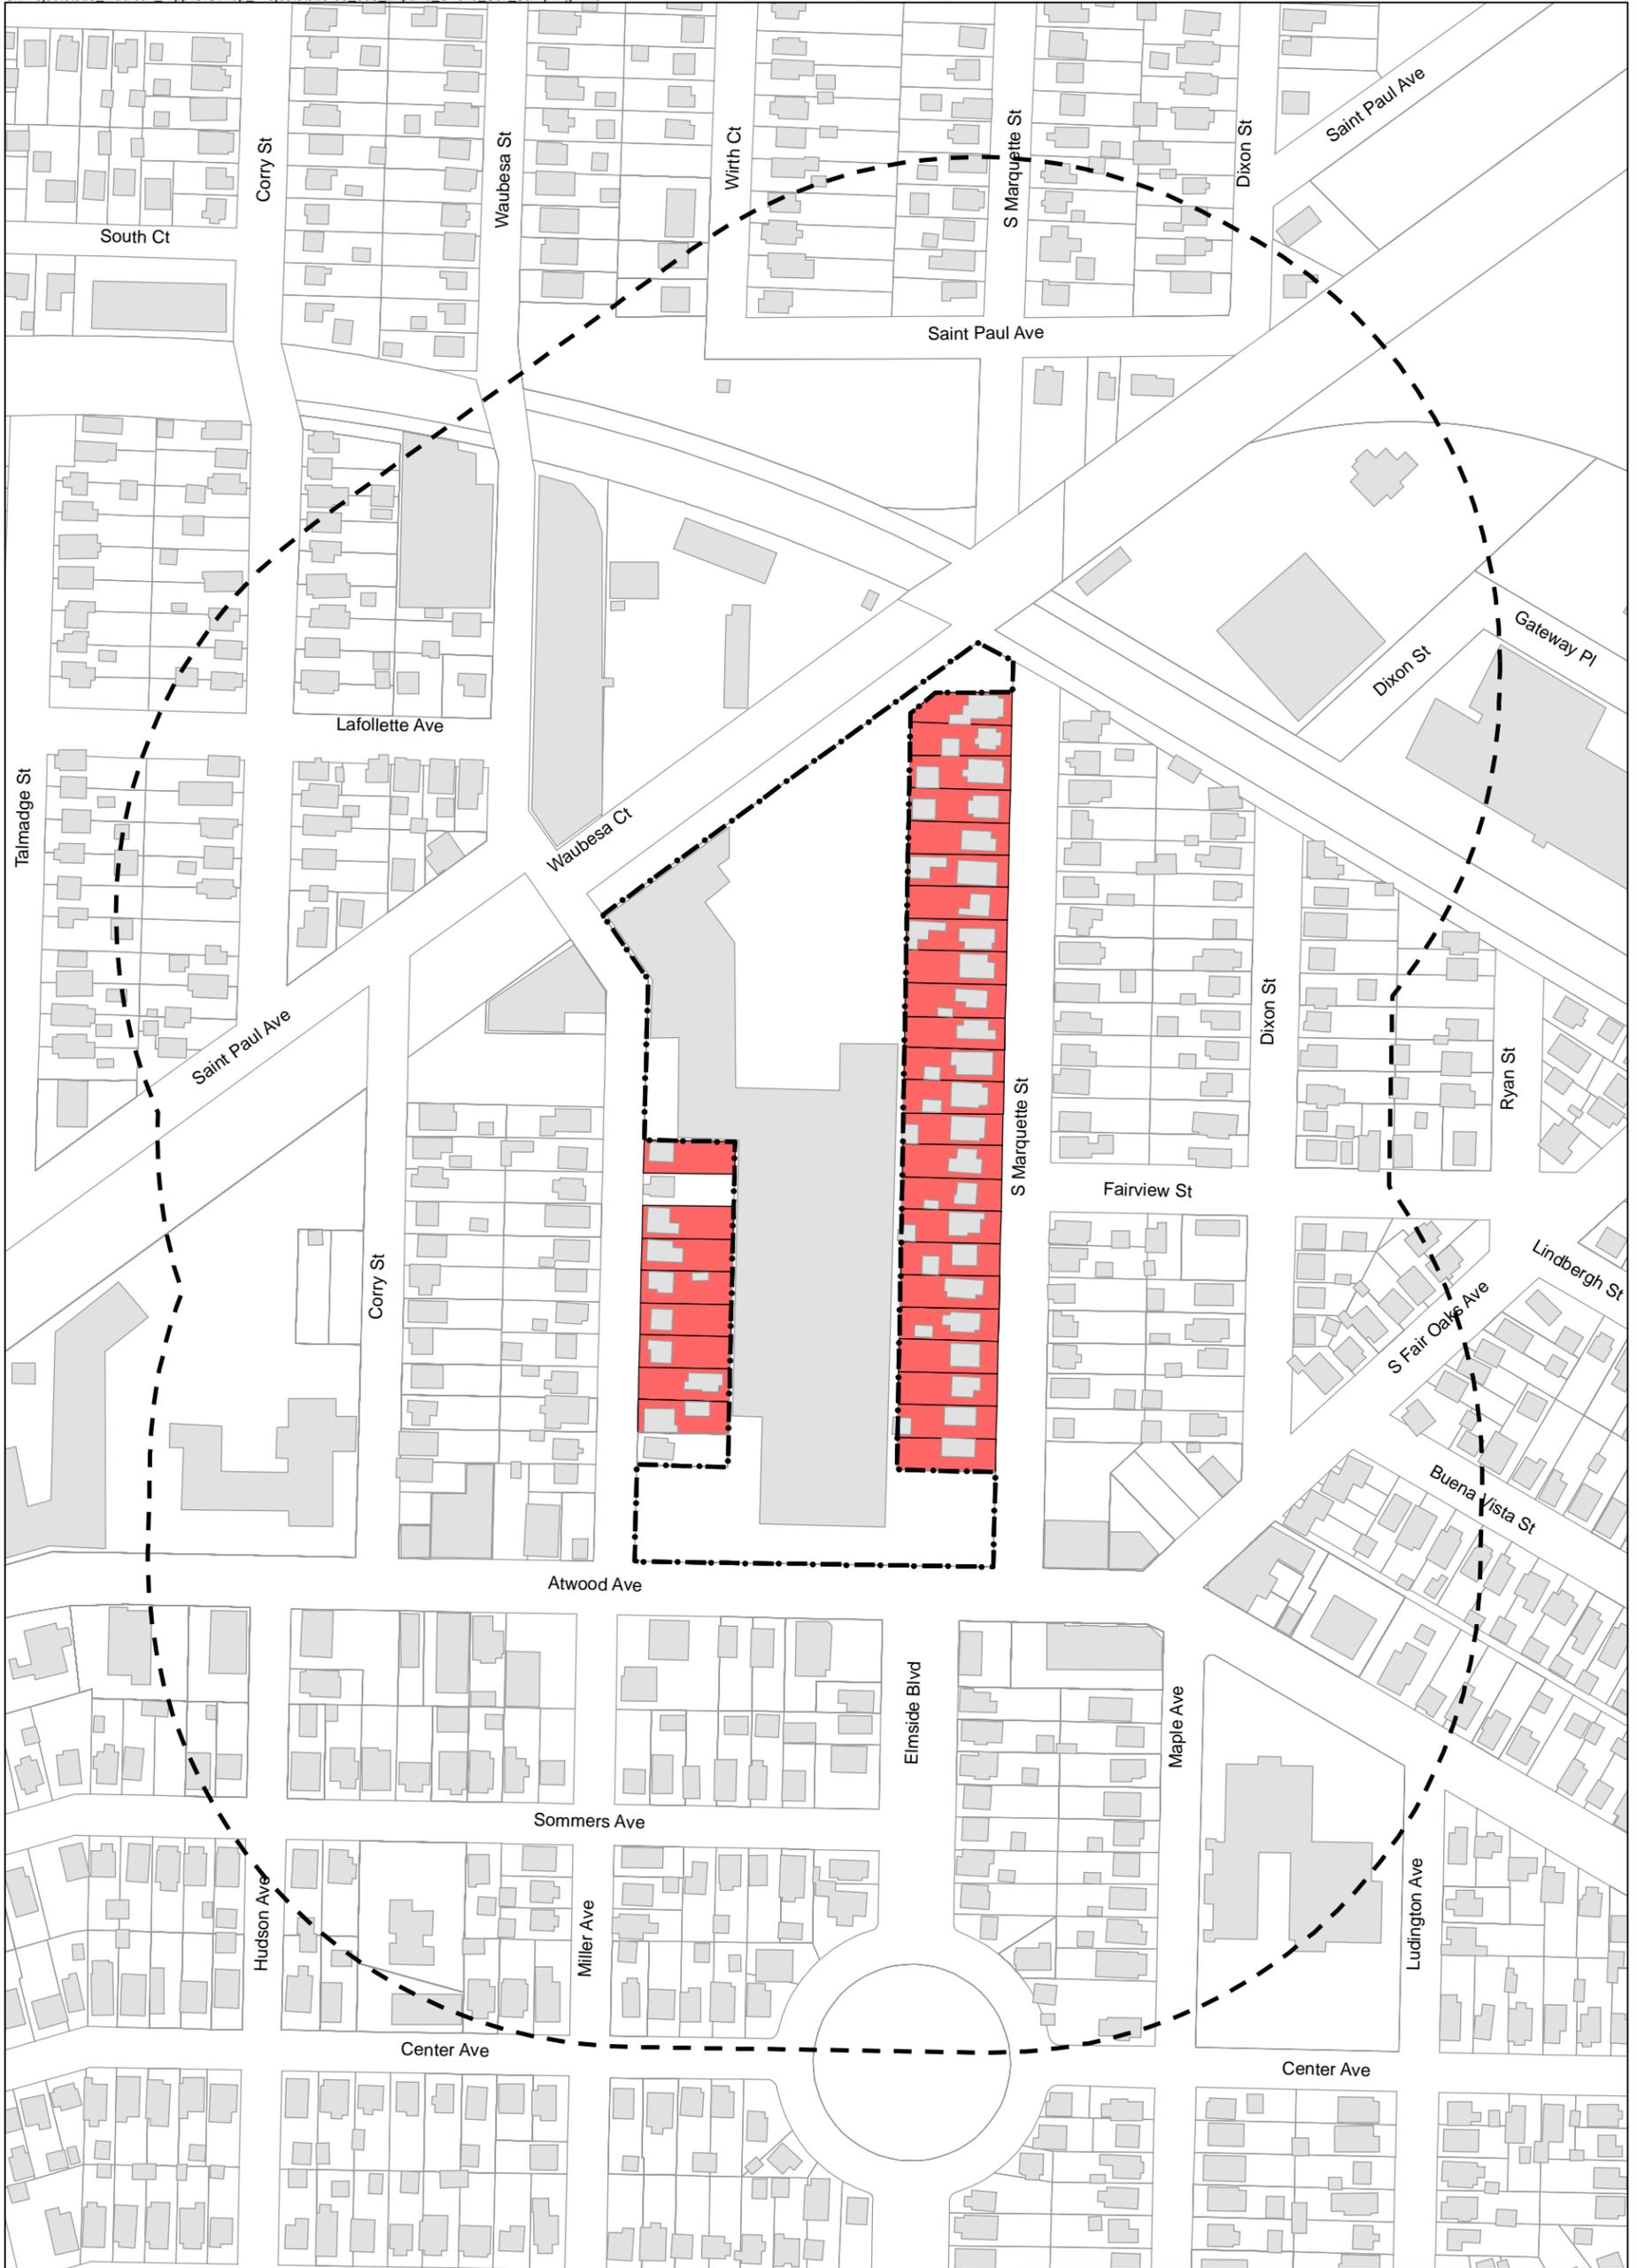 Saint Paul Ave
Corry St
Waubesa St
Wirth Ct
S Marquette St
Dixon St
South Ct
Saint Paul Ave
Gateway Pl
Dixon St
Lafollette Ave
Talmadge St
Waubesa Ct
Dixon St
Saint Paul Ave
Ryan St
S Marquette St
Fairview St
Lindbergh St
Corry St
S Fair Oaks Ave
Buena Vista St
Atwood Ave
Elmside Blvd
Maple Ave
Sommers Ave
Hudson Ave
Miller Ave
Ludington Ave
Center Ave
Center Ave